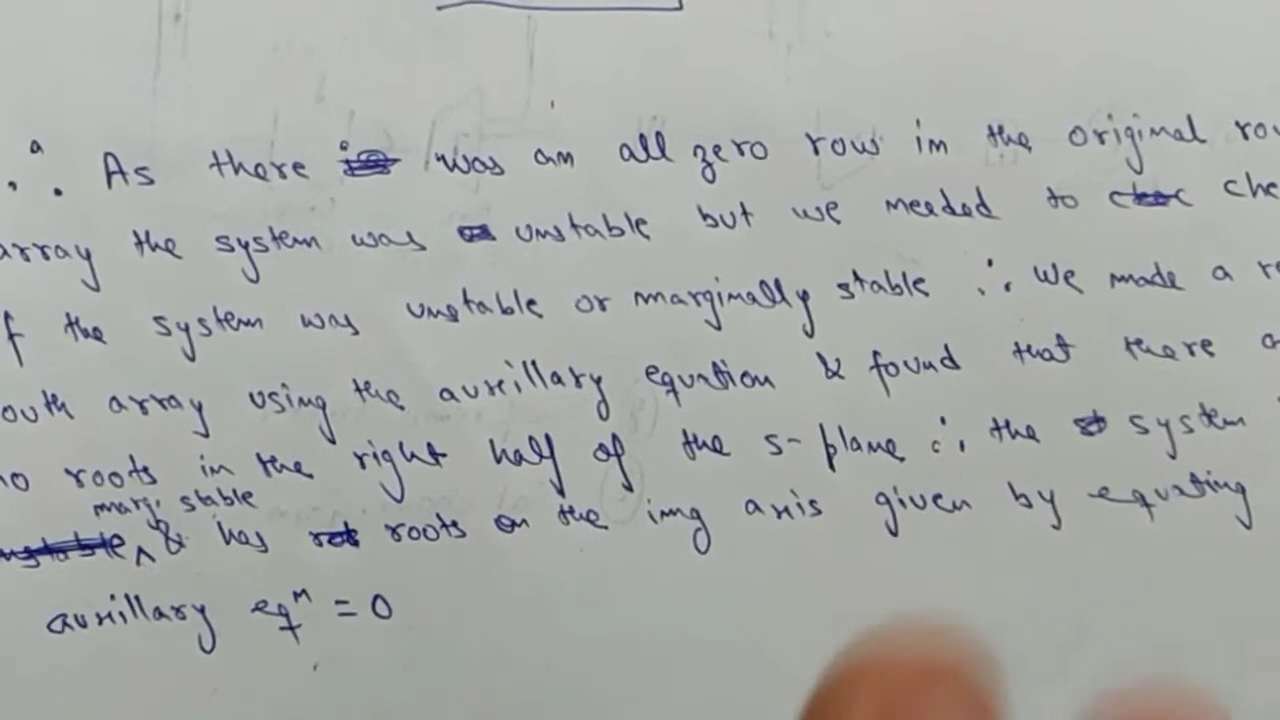 ∴ As there was an all zero row in the original
array the system was unstable but we needed to
the system was unstable or marginally stable ∴ We made a
array using the auxillary equation & found that there
roots in the right half of the s-plane ∴ the system
marg. stable
& has roots on the img axis given by equating
auxillary eqⁿ = 0